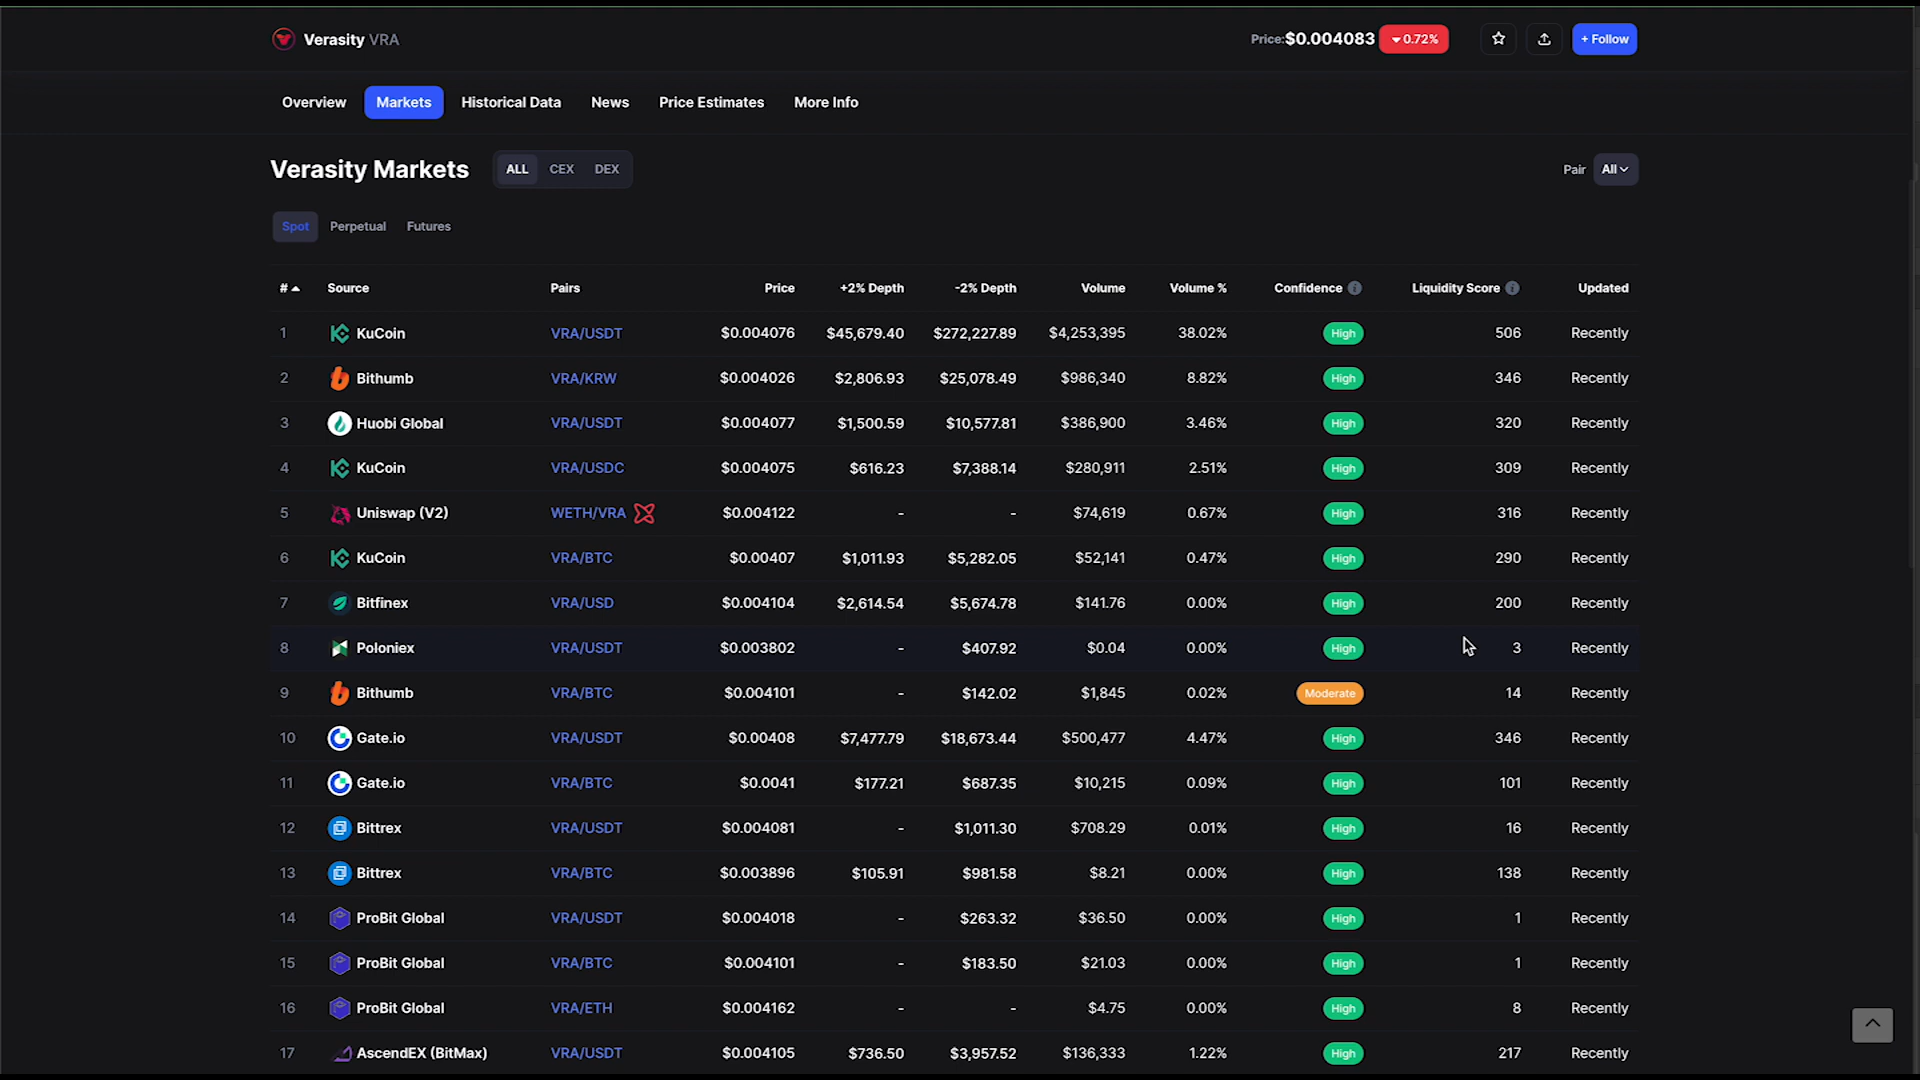 Verasity VRA
Price:$0.004083 0.72% + Follow
Overview Markets Historical Data News Price Estimates More Info
Verasity Markets ALL CEX DEX Pair All
Spot Perpetual Futures
# Source Pairs Price +2% Depth -2% Depth Volume Volume % Confidence i Liquidity Score i Updated
1 KuCoin VRA/USDT $0.004076 $45,679.40 $272,227.89 $4,253,395 38.02% High 506 Recently
2 Bithumb VRA/KRW $0.004026 $2,806.93 $25,078.49 $986,340 8.82% High 346 Recently
3 Huobi Global VRA/USDT $0.004077 $1,500.59 $10,577.81 $386,900 3.46% High 320 Recently
4 KuCoin VRA/USDC $0.004075 $616.23 $7,388.14 $280,911 2.51% High 309 Recently
5 Uniswap (V2) WETH/VRA $0.004122 - - $74,619 0.67% High 316 Recently
6 KuCoin VRA/BTC $0.00407 $1,011.93 $5,282.05 $52,141 0.47% High 290 Recently
7 Bitfinex VRA/USD $0.004104 $2,614.54 $5,674.78 $141.76 0.00% High 200 Recently
8 Poloniex VRA/USDT $0.003802 - $407.92 $0.04 0.00% High 3 Recently
9 Bithumb VRA/BTC $0.004101 - $142.02 $1,845 0.02% Moderate 14 Recently
10 Gate.io VRA/USDT $0.00408 $7,477.79 $18,673.44 $500,477 4.47% High 346 Recently
11 Gate.io VRA/BTC $0.0041 $177.21 $687.35 $10,215 0.09% High 101 Recently
12 Bittrex VRA/USDT $0.004081 - $1,011.30 $708.29 0.01% High 16 Recently
13 Bittrex VRA/BTC $0.003896 $105.91 $981.58 $8.21 0.00% High 138 Recently
14 ProBit Global VRA/USDT $0.004018 - $263.32 $36.50 0.00% High 1 Recently
15 ProBit Global VRA/BTC $0.004101 - $183.50 $21.03 0.00% High 1 Recently
16 ProBit Global VRA/ETH $0.004162 - - $4.75 0.00% High 8 Recently
17 AscendEX (BitMax) VRA/USDT $0.004105 $736.50 $3,957.52 $136,333 1.22% High 217 Recently